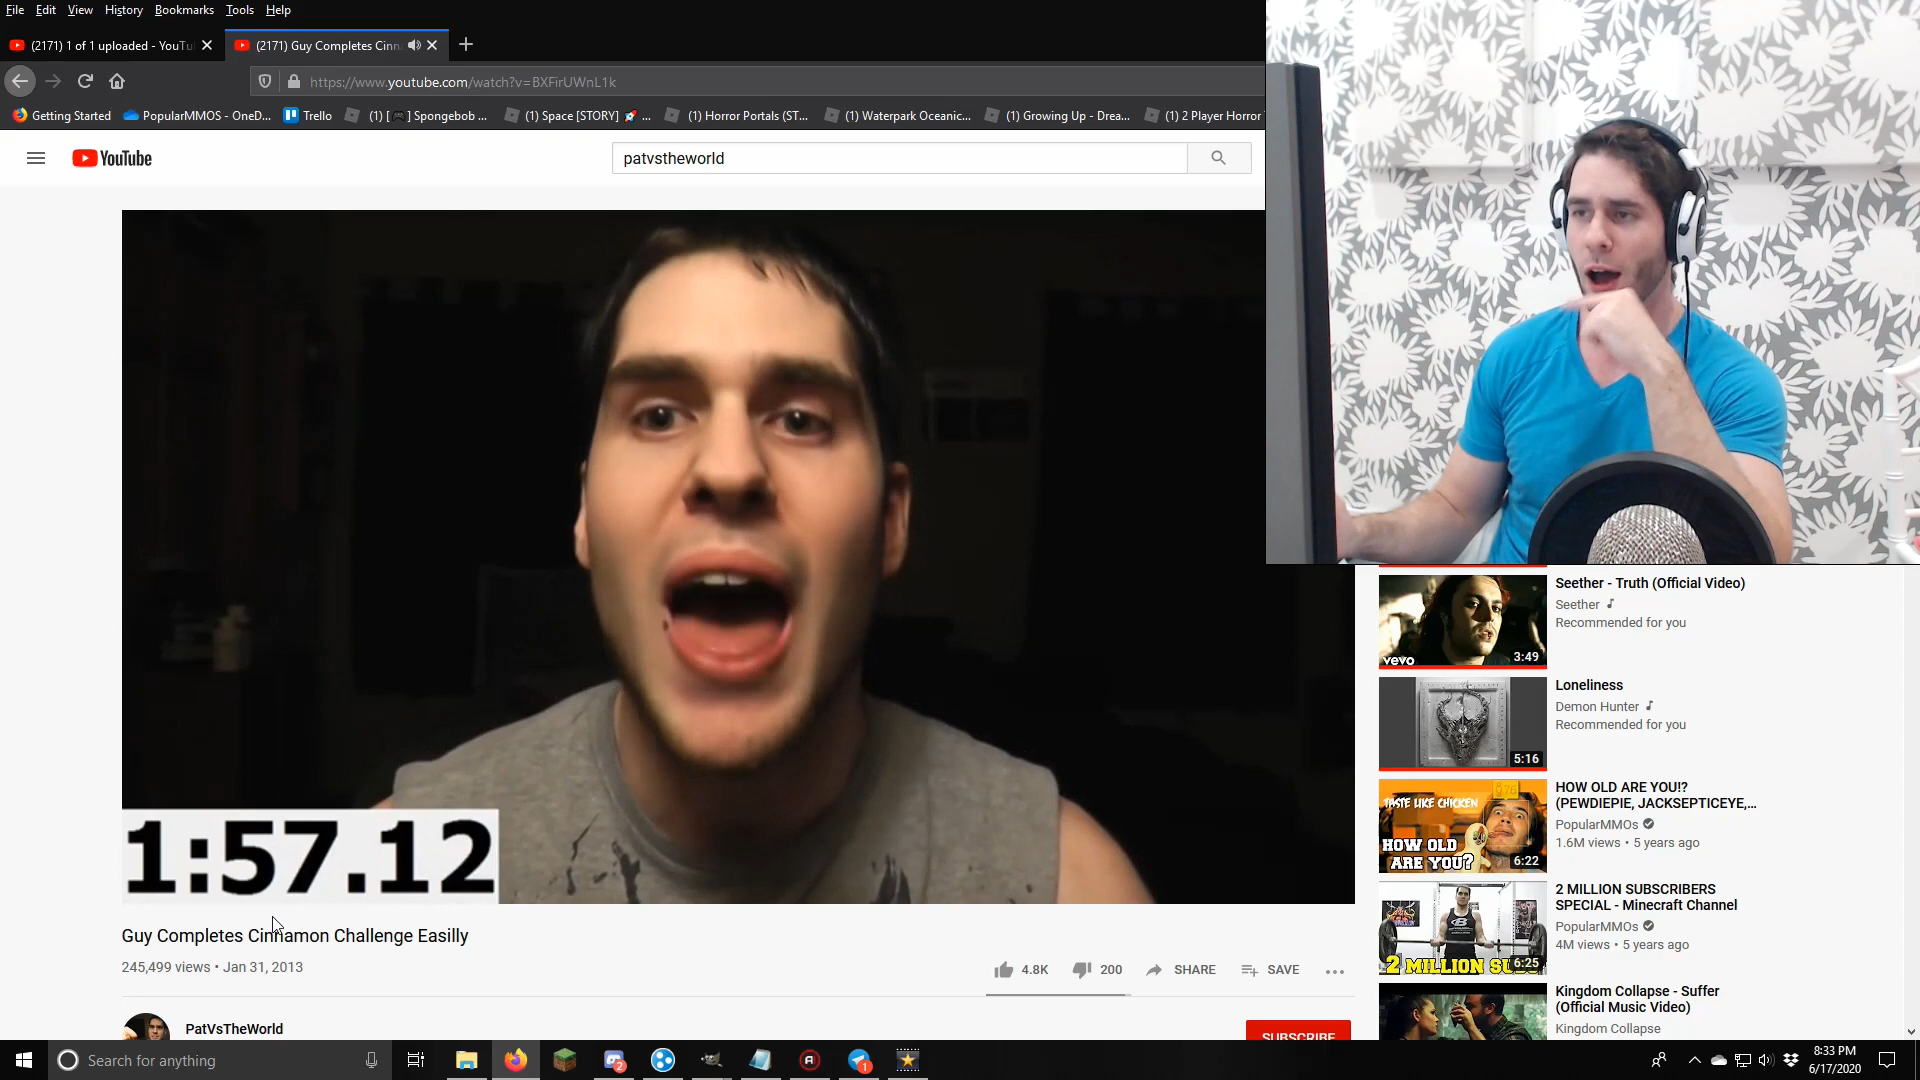 File Edit View History Bookmarks Tools Help
(2171) 1 of 1 uploaded - YouTu
(2171) Guy Completes Cinn
https://www.youtube.com/watch?v=BXFirUWnL1k
Getting Started
PopularMMOS - OneD...
Trello
(1) [🎮] Spongebob ...
(1) Space [STORY] 🚀 ...
(1) Horror Portals (ST...
(1) Waterpark Oceanic...
(1) Growing Up - Drea...
(1) 2 Player Horror
YouTube
patvstheworld
1:57.12
Guy Completes Cinnamon Challenge Easilly
245,499 views • Jan 31, 2013
4.8K
200
SHARE
SAVE
PatVsTheWorld
SUBSCRIBE
Seether - Truth (Official Video)
Seether
Recommended for you
vevo
3:49
Loneliness
Demon Hunter
Recommended for you
5:16
HOW OLD ARE YOU!?
(PEWDIEPIE, JACKSEPTICEYE,...
PopularMMOs
1.6M views • 5 years ago
TASTE LIKE CHICKEN
76
HOW OLD
ARE YOU?
6:22
2 MILLION SUBSCRIBERS
SPECIAL - Minecraft Channel
PopularMMOs
4M views • 5 years ago
2 MILLION SU
6:25
Kingdom Collapse - Suffer
(Official Music Video)
Kingdom Collapse
Search for anything
2
1
8:33 PM
6/17/2020